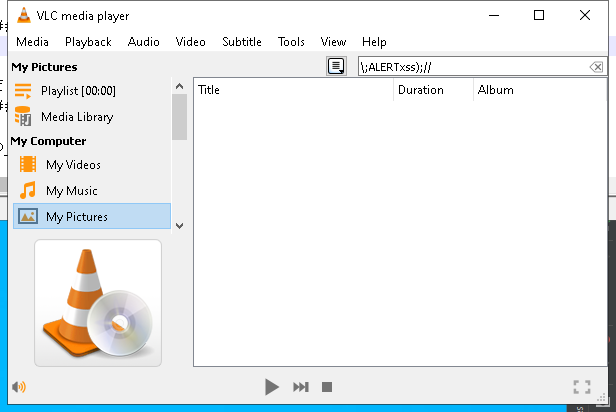 VLC media player
Media Playback Audio Video Subtitle Tools View Help
My Pictures
\;ALERTxss);//
Playlist [00:00]
Media Library
My Computer
My Videos
My Music
My Pictures
Title Duration Album